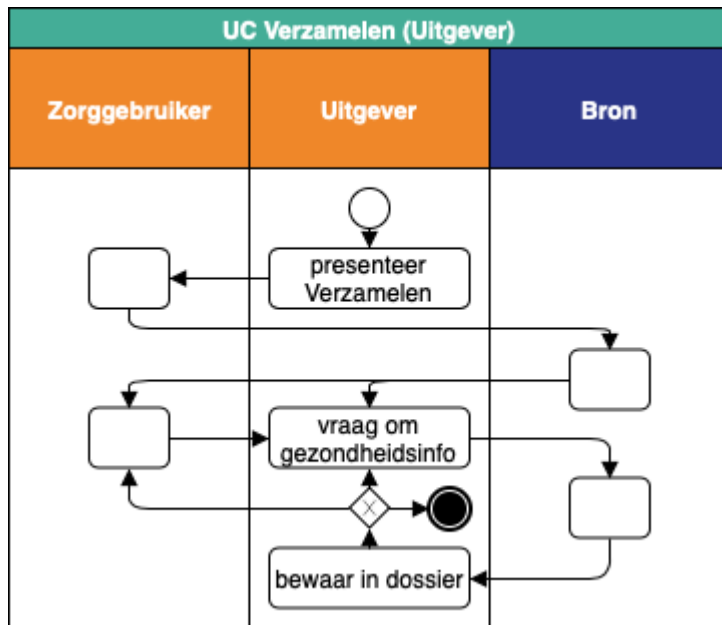 UC Verzamelen (Uitgever)
Zorggebruiker
Uitgever
Bron
presenteer
Verzamelen
vraag om
gezondheidsinfo
bewaar in dossier